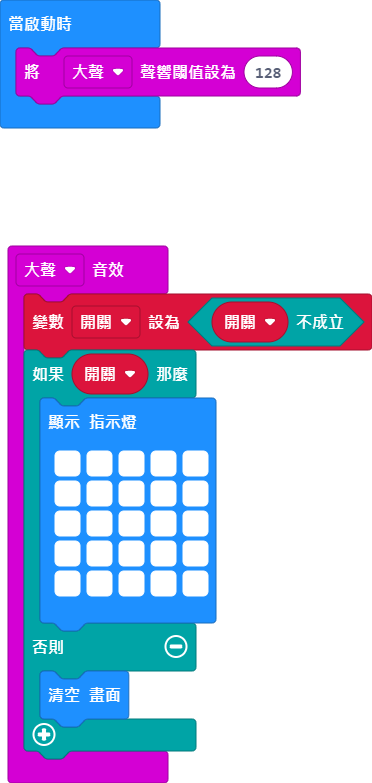 當啟動時
將 大聲 聲響閾值設為 128
大聲 音效
變數 開關 設為 開關 不成立
如果 開關 那麼
顯示 指示燈
否則
清空 畫面